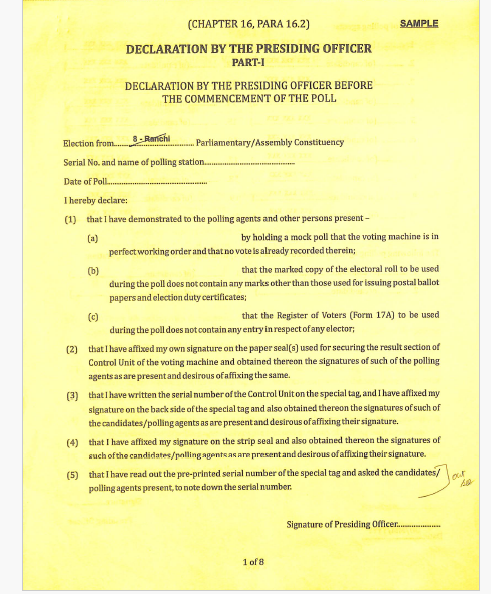 (CHAPTER 16, PARA 16.2)
SAMPLE
DECLARATION BY THE PRESIDING OFFICER
PART-I
DECLARATION BY THE PRESIDING OFFICER BEFORE
THE COMMENCEMENT OF THE POLL
Election from....8 - Ranchi.... Parliamentary/Assembly Constituency
Serial No. and name of polling station........................................
Date of Poll.............................................
I hereby declare:
(1) that I have demonstrated to the polling agents and other persons present –
(a) by holding a mock poll that the voting machine is in
perfect working order and that no vote is already recorded therein;
(b) that the marked copy of the electoral roll to be used
during the poll does not contain any marks other than those used for issuing postal ballot
papers and election duty certificates;
(c) that the Register of Voters (Form 17A) to be used
during the poll does not contain any entry in respect of any elector;
(2) that I have affixed my own signature on the paper seal(s) used for securing the result section of
Control Unit of the voting machine and obtained thereon the signatures of such of the polling
agents as are present and desirous of affixing the same.
(3) that I have written the serial number of the Control Unit on the special tag, and I have affixed my
signature on the back side of the special tag and also obtained thereon the signatures of such of
the candidates/polling agents as are present and desirous of affixing their signature.
(4) that I have affixed my signature on the strip seal and also obtained thereon the signatures of
such of the candidates/polling agents as are present and desirous of affixing their signature.
(5) that I have read out the pre-printed serial number of the special tag and asked the candidates/
polling agents present, to note down the serial number.
Signature of Presiding Officer...................
1 of 8